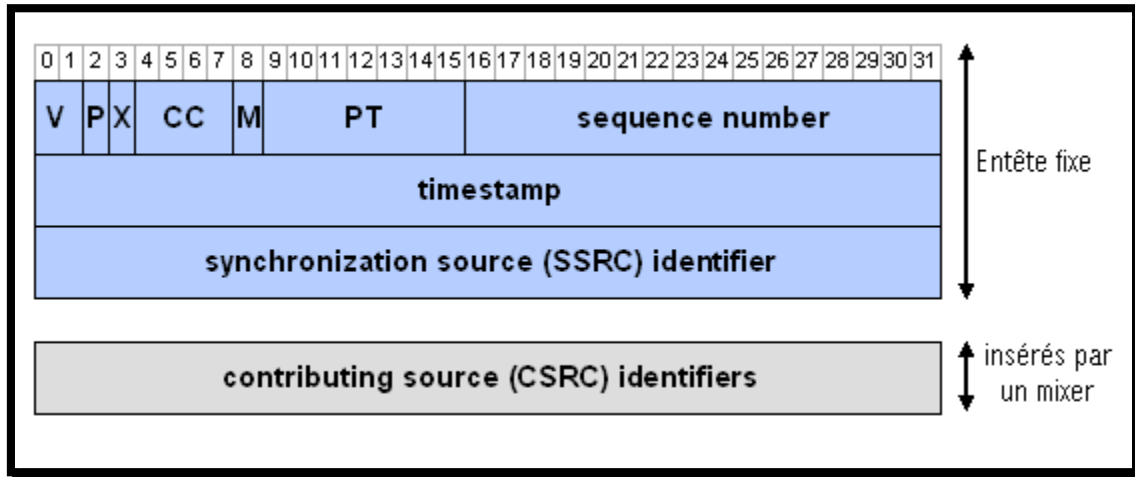 0 1 2 3 4 5 6 7 8 9 10 11 12 13 14 15 16 17 18 19 20 21 22 23 24 25 26 27 28 29 30 31
V P X CC M PT sequence number
timestamp
synchronization source (SSRC) identifier
Entête fixe
contributing source (CSRC) identifiers
insérés par
un mixer